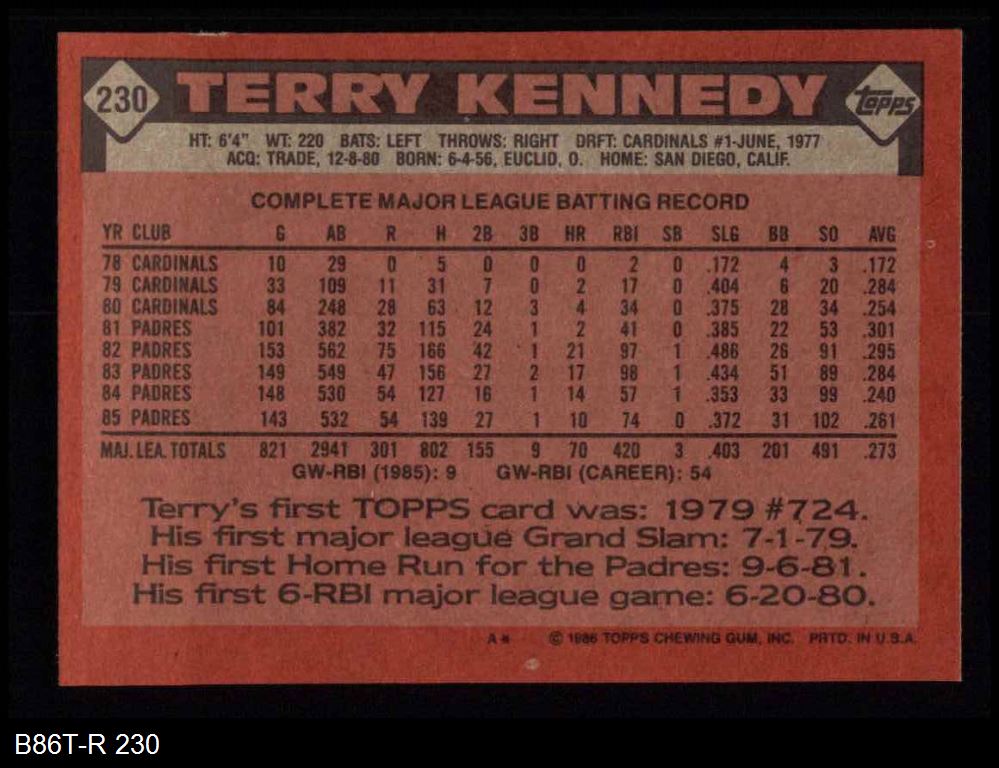 230 TERRY KENNEDY topps
HT: 6'4" WT: 220 BATS: LEFT THROWS: RIGHT DRFT: CARDINALS #1-JUNE, 1977
ACQ: TRADE, 12-8-80 BORN: 6-4-56, EUCLID, O. HOME: SAN DIEGO, CALIF.
COMPLETE MAJOR LEAGUE BATTING RECORD
YR CLUB G AB R H 2B 3B HR RBI SB SLG BB SO AVG
78 CARDINALS 10 29 0 5 0 0 0 2 0 .172 4 3 .172
79 CARDINALS 33 109 11 31 7 0 2 17 0 .404 6 20 .284
80 CARDINALS 84 248 28 63 12 3 4 34 0 .375 28 34 .254
81 PADRES 101 382 32 115 24 1 2 41 0 .385 22 53 .301
82 PADRES 153 562 75 166 42 1 21 97 1 .486 26 91 .295
83 PADRES 149 549 47 156 27 2 17 98 1 .434 51 89 .284
84 PADRES 148 530 54 127 16 1 14 57 1 .353 33 99 .240
85 PADRES 143 532 54 139 27 1 10 74 0 .372 31 102 .261
MAJ. LEA. TOTALS 821 2941 301 802 155 9 70 420 3 .403 201 491 .273
GW-RBI (1985): 9 GW-RBI (CAREER): 54
Terry's first TOPPS card was: 1979 #724.
His first major league Grand Slam: 7-1-79.
His first Home Run for the Padres: 9-6-81.
His first 6-RBI major league game: 6-20-80.
A* © 1986 TOPPS CHEWING GUM, INC. PRTD. IN U.S.A.
B86T-R 230